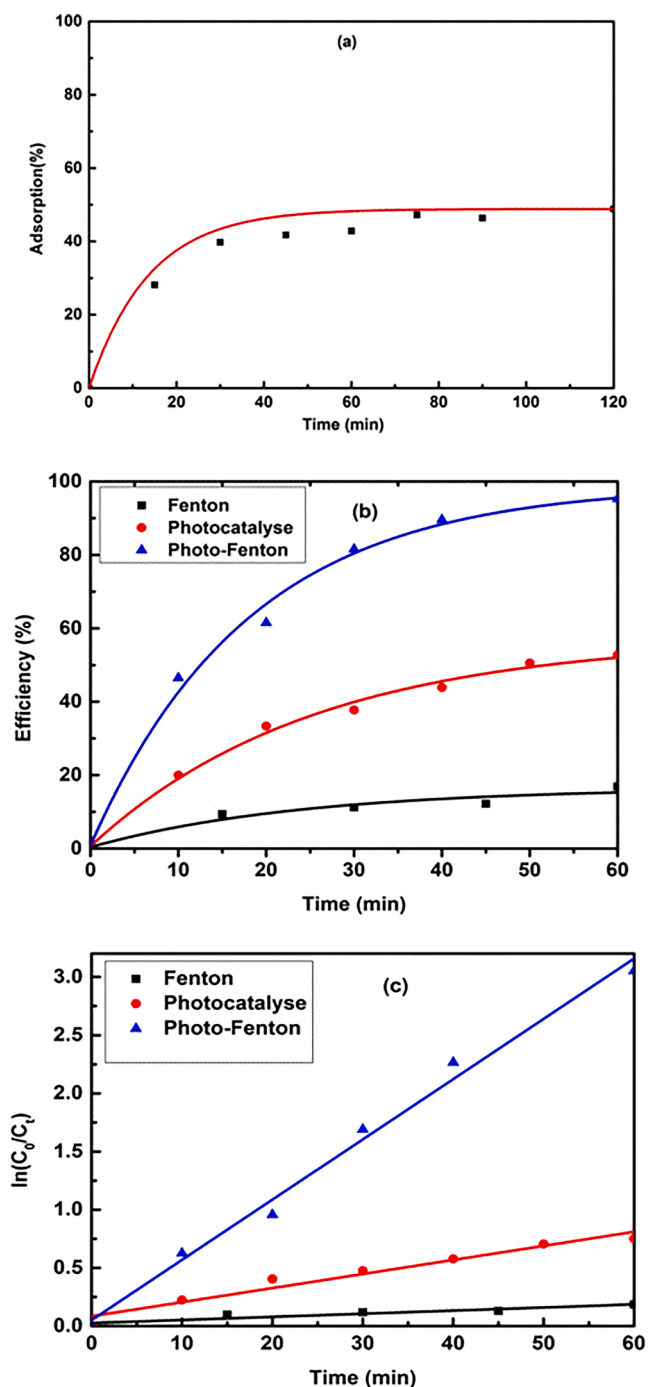 (a)
100
80
60
40
20
0
Adsorption(%)
0 20 40 60 80 100 120
Time (min)
(b)
Fenton
Photocatalyse
Photo-Fenton
100
80
60
40
20
0
Efficiency (%)
0 10 20 30 40 50 60
Time (min)
(c)
Fenton
Photocatalyse
Photo-Fenton
3.0
2.5
2.0
1.5
1.0
0.5
0.0
ln(C₀/Cₜ)
0 10 20 30 40 50 60
Time (min)